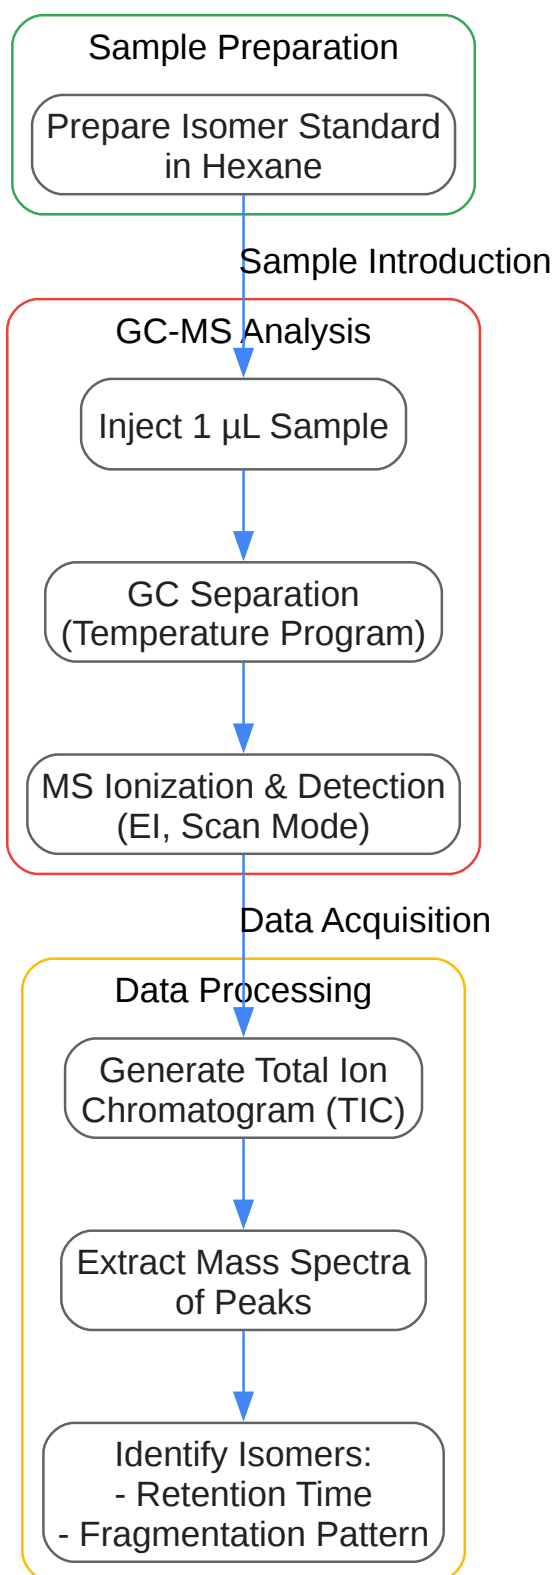 Sample Preparation
Prepare Isomer Standard
in Hexane
Sample Introduction
GC-MS Analysis
Inject 1 µL Sample
GC Separation
(Temperature Program)
MS Ionization & Detection
(EI, Scan Mode)
Data Acquisition
Data Processing
Generate Total Ion
Chromatogram (TIC)
Extract Mass Spectra
of Peaks
Identify Isomers:
- Retention Time
- Fragmentation Pattern